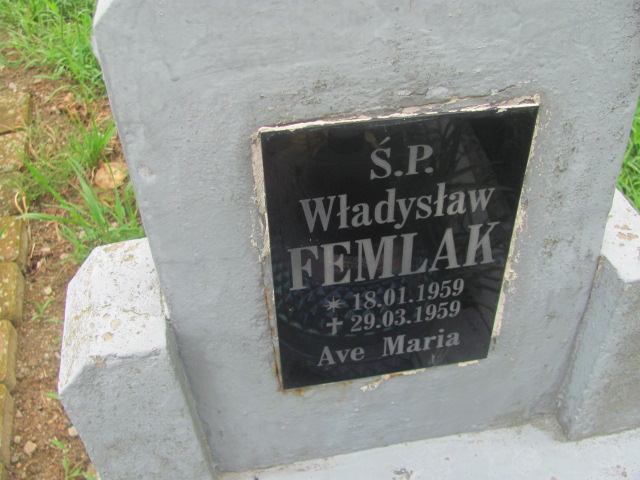 Ś.P.
Władysław
FEMLAK
* 18.01.1959
✝ 29.03.1959
Ave Maria